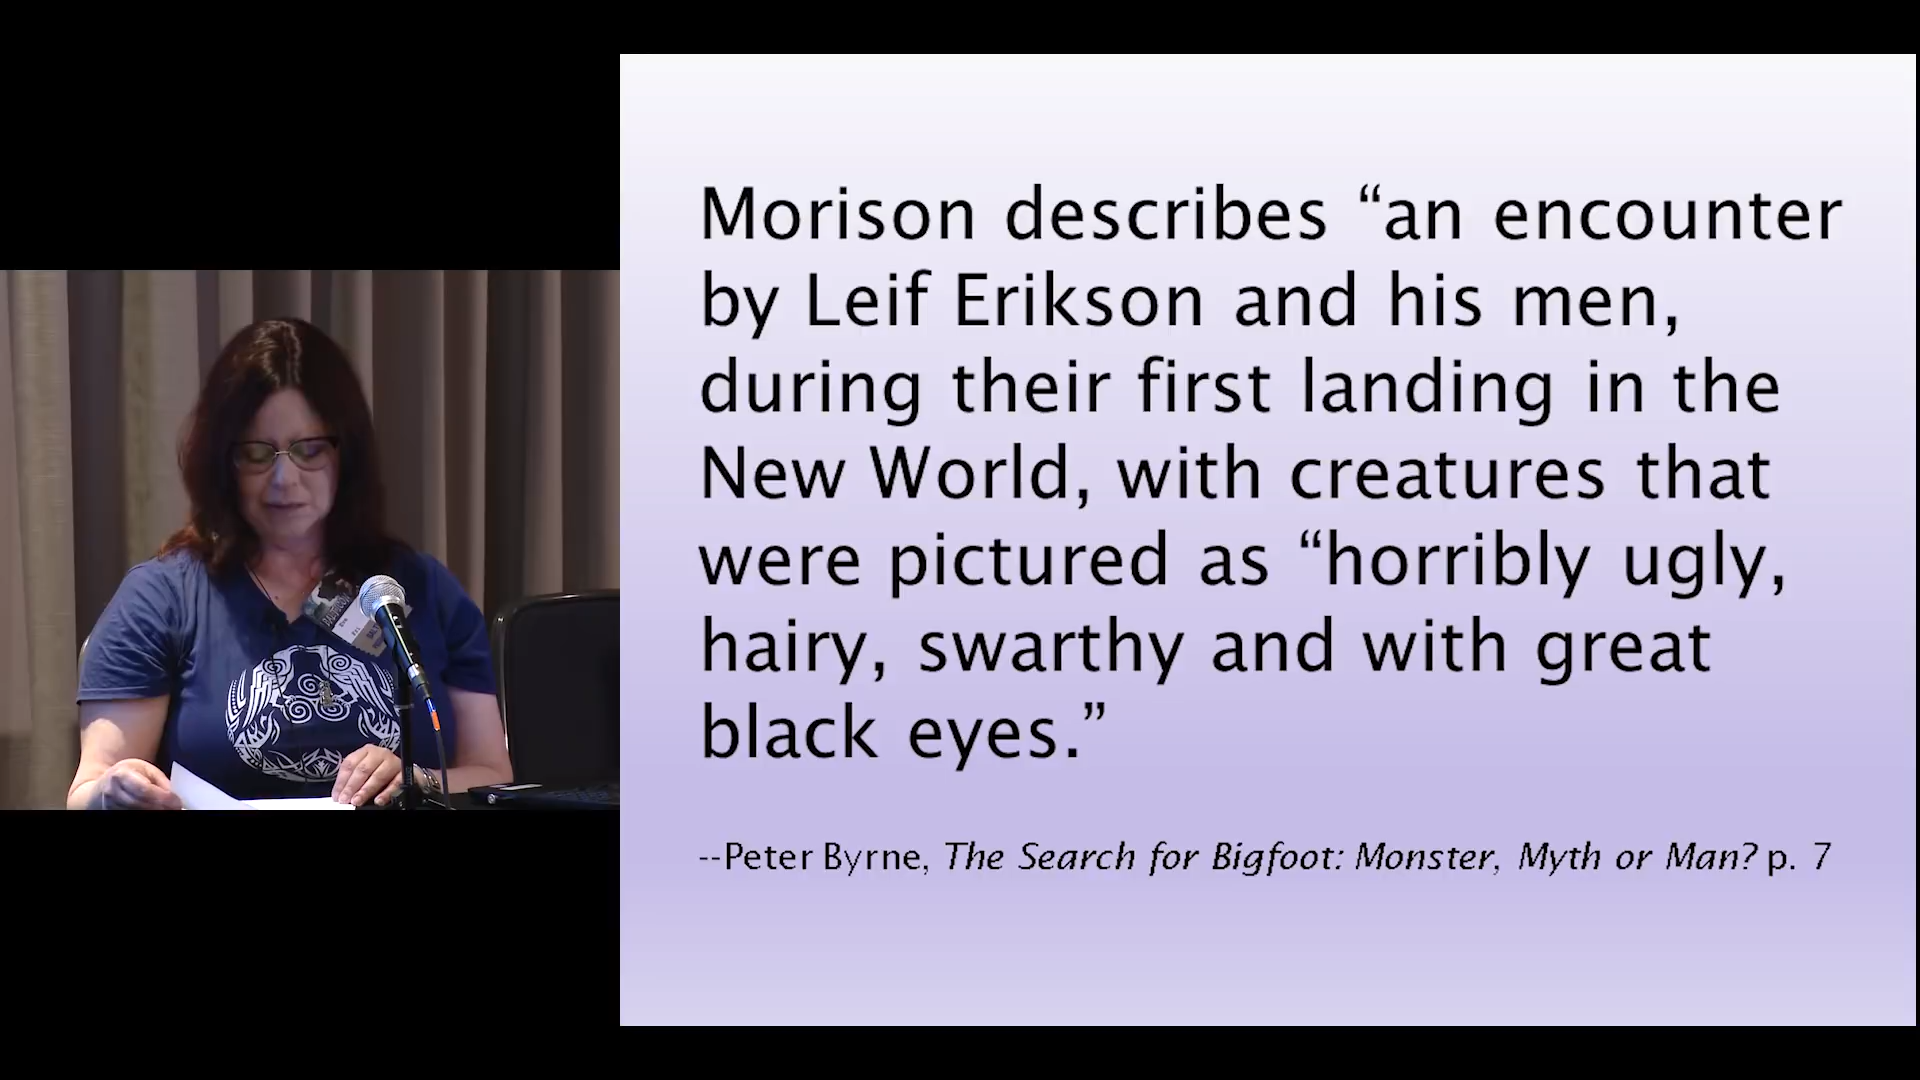 Morison describes “an encounter
by Leif Erikson and his men,
during their first landing in the
New World, with creatures that
were pictured as “horribly ugly,
hairy, swarthy and with great
black eyes.”
--Peter Byrne, The Search for Bigfoot: Monster, Myth or Man? p. 7